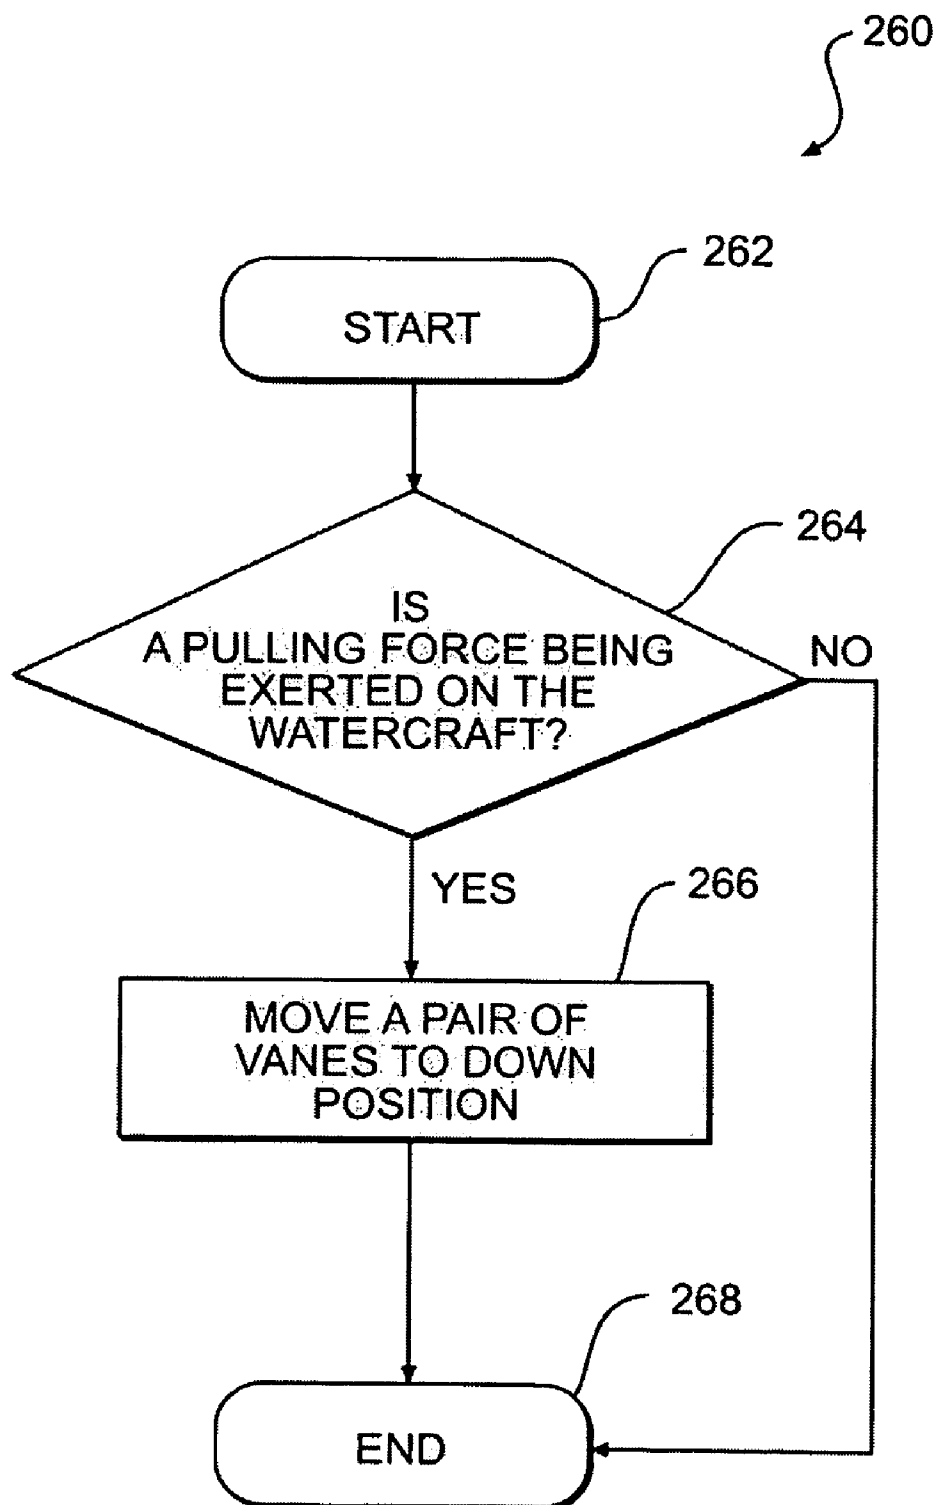 260
262
START
264
IS
A PULLING FORCE BEING
EXERTED ON THE
WATERCRAFT?
NO
YES
266
MOVE A PAIR OF
VANES TO DOWN
POSITION
268
END